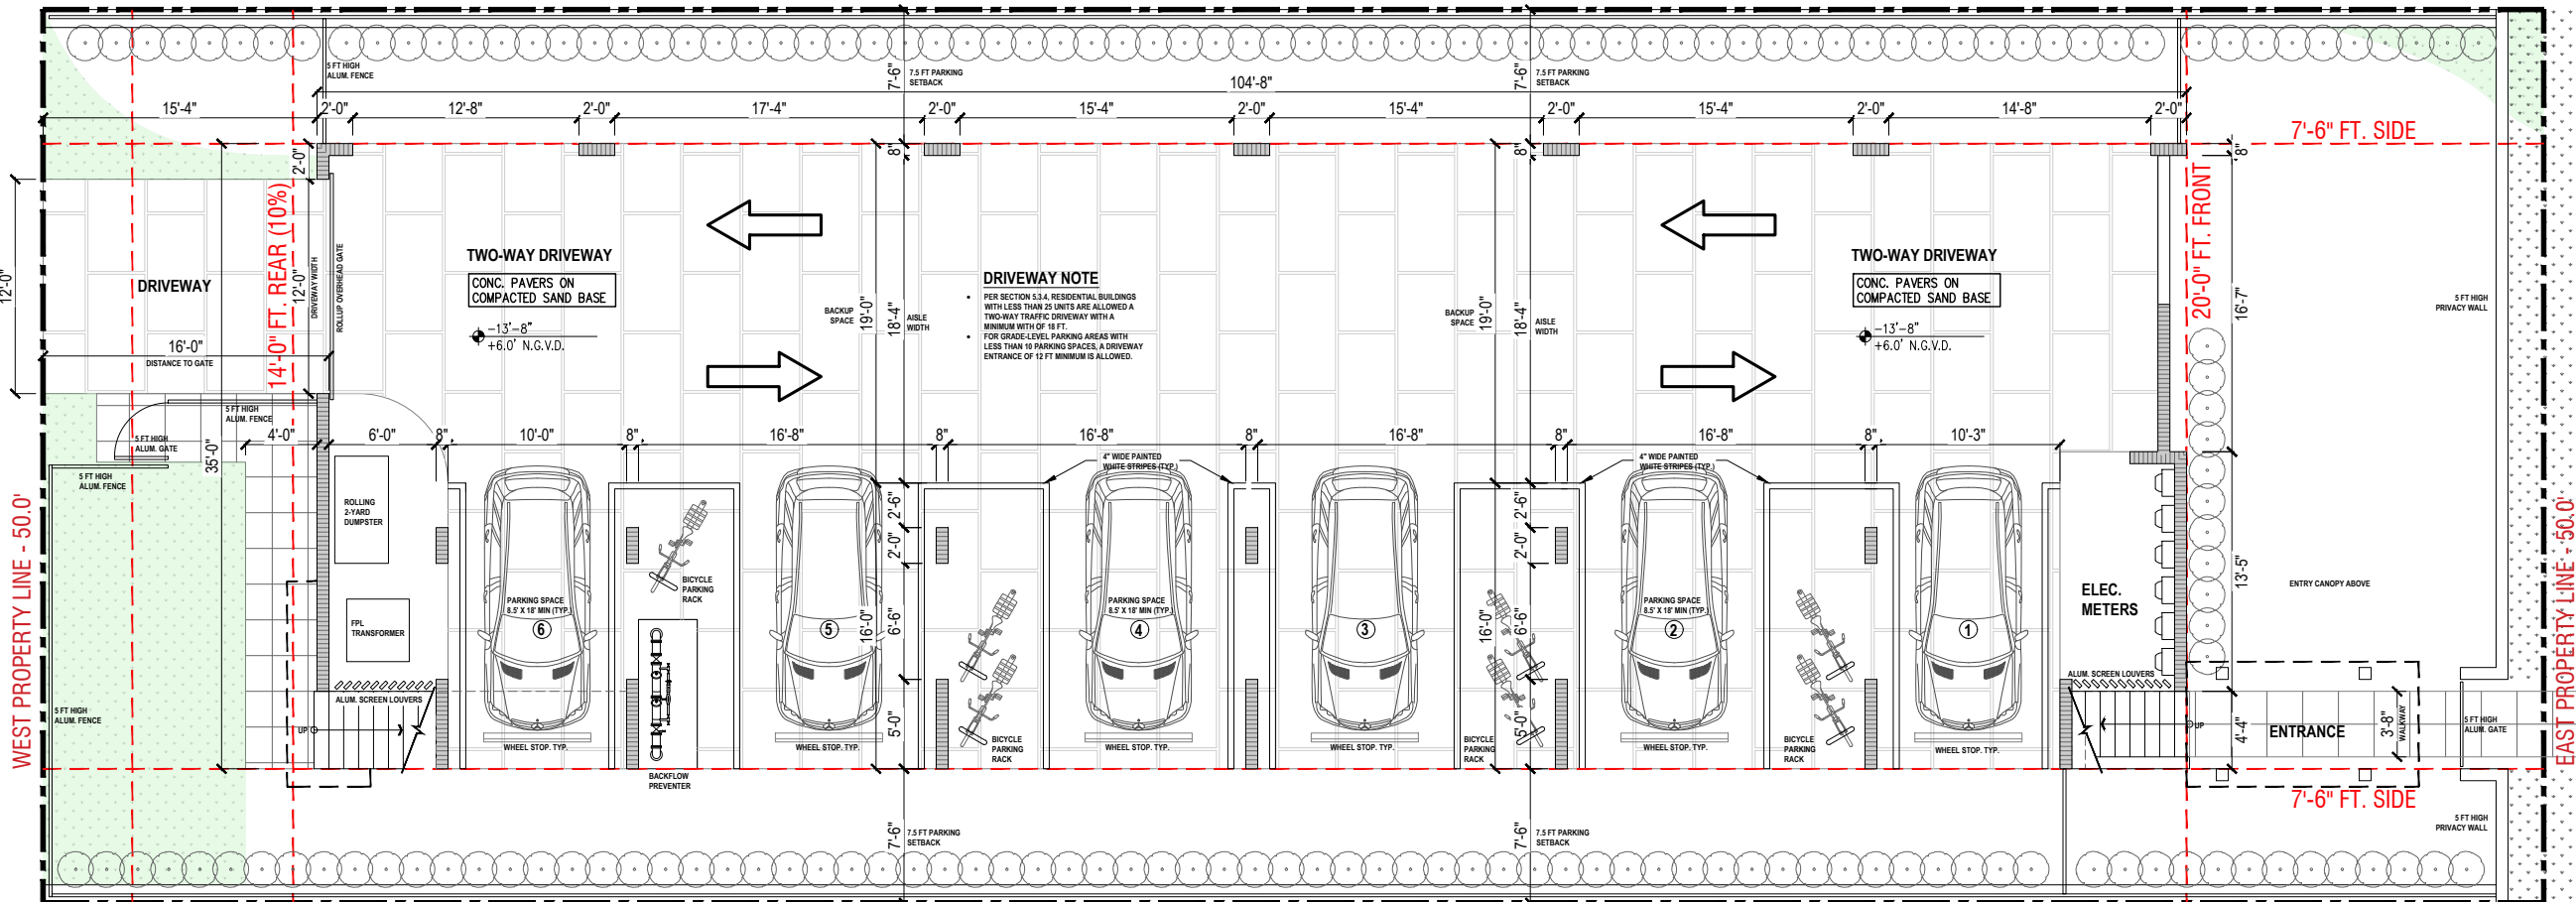 5 FT HIGH
ALUM. FENCE
7'-6"
7.5 FT PARKING
SETBACK
7'-6"
7.5 FT PARKING
SETBACK
104'-8"
15'-4"
2'-0"
12'-8"
2'-0"
17'-4"
2'-0"
15'-4"
2'-0"
15'-4"
2'-0"
15'-4"
2'-0"
14'-8"
2'-0"
7'-6" FT. SIDE
2'-0"
8"
8"
8"
12'-0"
DRIVEWAY
14'-0" FT. REAR (10%)
12'-0"
DRIVEWAY WIDTH
ROLLUP OVERHEAD GATE
16'-0"
DISTANCE TO GATE
TWO-WAY DRIVEWAY
CONC. PAVERS ON
COMPACTED SAND BASE
-13'-8"
+6.0' N.G.V.D.
BACKUP
SPACE
19'-0"
18'-4"
AISLE
WIDTH
DRIVEWAY NOTE
• PER SECTION 5.3.4, RESIDENTIAL BUILDINGS
WITH LESS THAN 25 UNITS ARE ALLOWED A
TWO-WAY TRAFFIC DRIVEWAY WITH A
MINIMUM WITH OF 18 FT.
• FOR GRADE-LEVEL PARKING AREAS WITH
LESS THAN 10 PARKING SPACES, A DRIVEWAY
ENTRANCE OF 12 FT MINIMUM IS ALLOWED.
BACKUP
SPACE
19'-0"
18'-4"
AISLE
WIDTH
TWO-WAY DRIVEWAY
CONC. PAVERS ON
COMPACTED SAND BASE
-13'-8"
+6.0' N.G.V.D.
20'-0" FT. FRONT
16'-7"
5 FT HIGH
PRIVACY WALL
5 FT HIGH
ALUM. FENCE
5 FT HIGH
ALUM. GATE
4'-0"
35'-0"
6'-0"
8"
10'-0"
8"
16'-8"
8"
16'-8"
8"
16'-8"
8"
16'-8"
8"
10'-3"
5 FT HIGH
ALUM. FENCE
4" WIDE PAINTED
WHITE STRIPES (TYP.)
4" WIDE PAINTED
WHITE STRIPES (TYP.)
WEST PROPERTY LINE - 50.0'
ROLLING
2-YARD
DUMPSTER
FPL
TRANSFORMER
PARKING SPACE
8.5' X 18' MIN (TYP.)
6
BICYCLE
PARKING
RACK
5
16'-0"
2'-6"
2'-0"
6'-6"
5'-0"
PARKING SPACE
8.5' X 18' MIN (TYP.)
4
3
16'-0"
2'-6"
2'-0"
6'-6"
5'-0"
PARKING SPACE
8.5' X 18' MIN (TYP.)
2
1
ELEC.
METERS
13'-5"
ENTRY CANOPY ABOVE
EAST PROPERTY LINE - 50.0'
5 FT HIGH
ALUM. FENCE
ALUM. SCREEN LOUVERS
UP
WHEEL STOP. TYP.
BACKFLOW
PREVENTER
WHEEL STOP. TYP.
BICYCLE
PARKING
RACK
WHEEL STOP. TYP.
WHEEL STOP. TYP.
BICYCLE
PARKING
RACK
WHEEL STOP. TYP.
BICYCLE
PARKING
RACK
WHEEL STOP. TYP.
ALUM. SCREEN LOUVERS
UP
4'-4"
ENTRANCE
3'-8"
WALKWAY
5 FT HIGH
ALUM. GATE
7'-6" FT. SIDE
7'-6"
7.5 FT PARKING
SETBACK
7'-6"
7.5 FT PARKING
SETBACK
5 FT HIGH
PRIVACY WALL